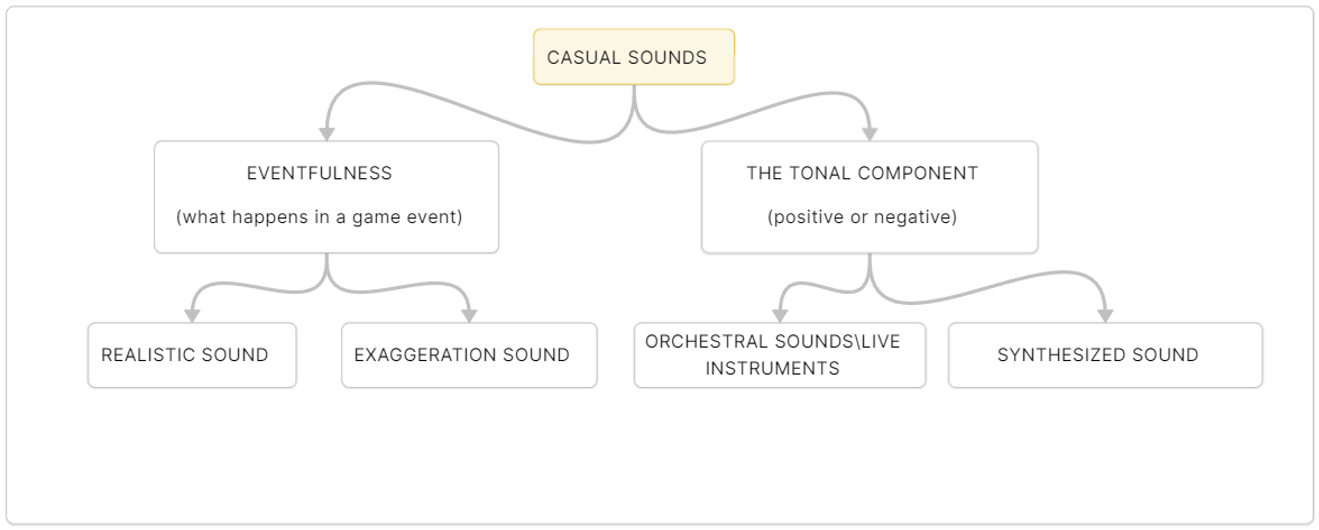 CASUAL SOUNDS
EVENTFULNESS
(what happens in a game event)
THE TONAL COMPONENT
(positive or negative)
REALISTIC SOUND
EXAGGERATION SOUND
ORCHESTRAL SOUNDS\LIVE
INSTRUMENTS
SYNTHESIZED SOUND